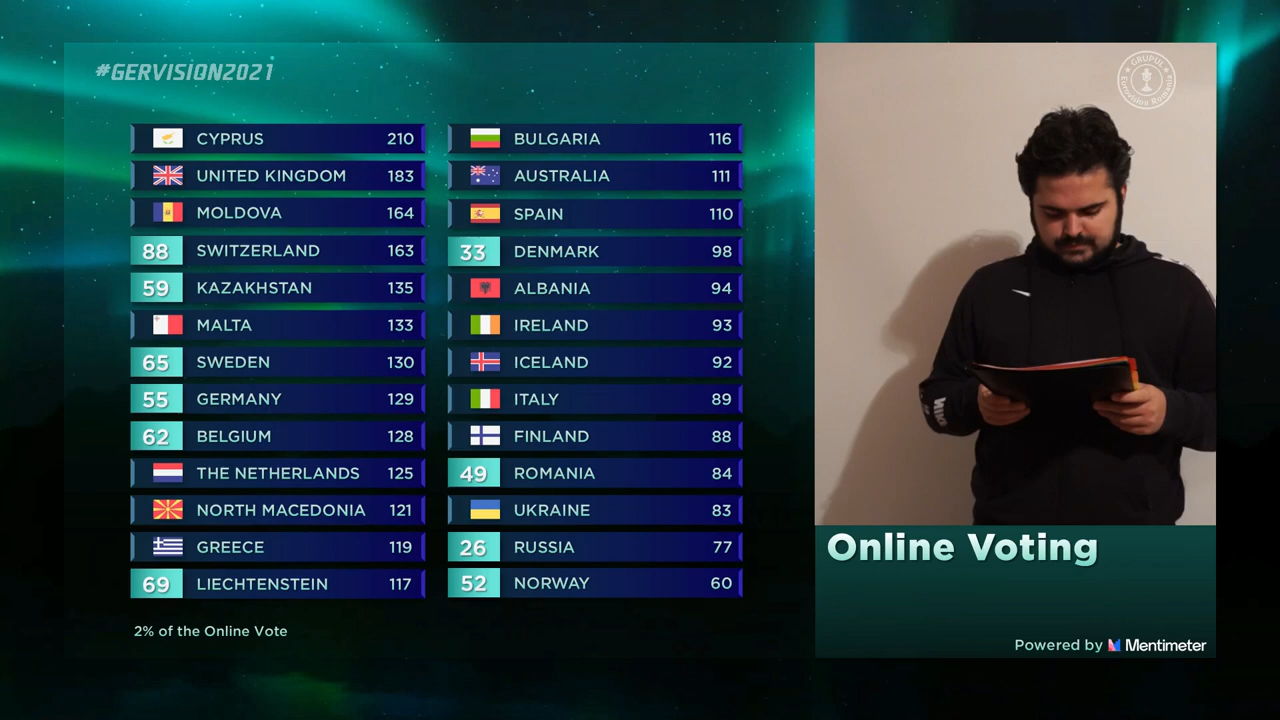 #GERVISION2021
CYPRUS 210
UNITED KINGDOM 183
MOLDOVA 164
88 SWITZERLAND 163
59 KAZAKHSTAN 135
MALTA 133
65 SWEDEN 130
55 GERMANY 129
62 BELGIUM 128
THE NETHERLANDS 125
NORTH MACEDONIA 121
GREECE 119
69 LIECHTENSTEIN 117
BULGARIA 116
AUSTRALIA 111
SPAIN 110
33 DENMARK 98
ALBANIA 94
IRELAND 93
ICELAND 92
ITALY 89
FINLAND 88
49 ROMANIA 84
UKRAINE 83
26 RUSSIA 77
52 NORWAY 60
2% of the Online Vote
GRUPUL
Eurovision Romania
Online Voting
Powered by Mentimeter